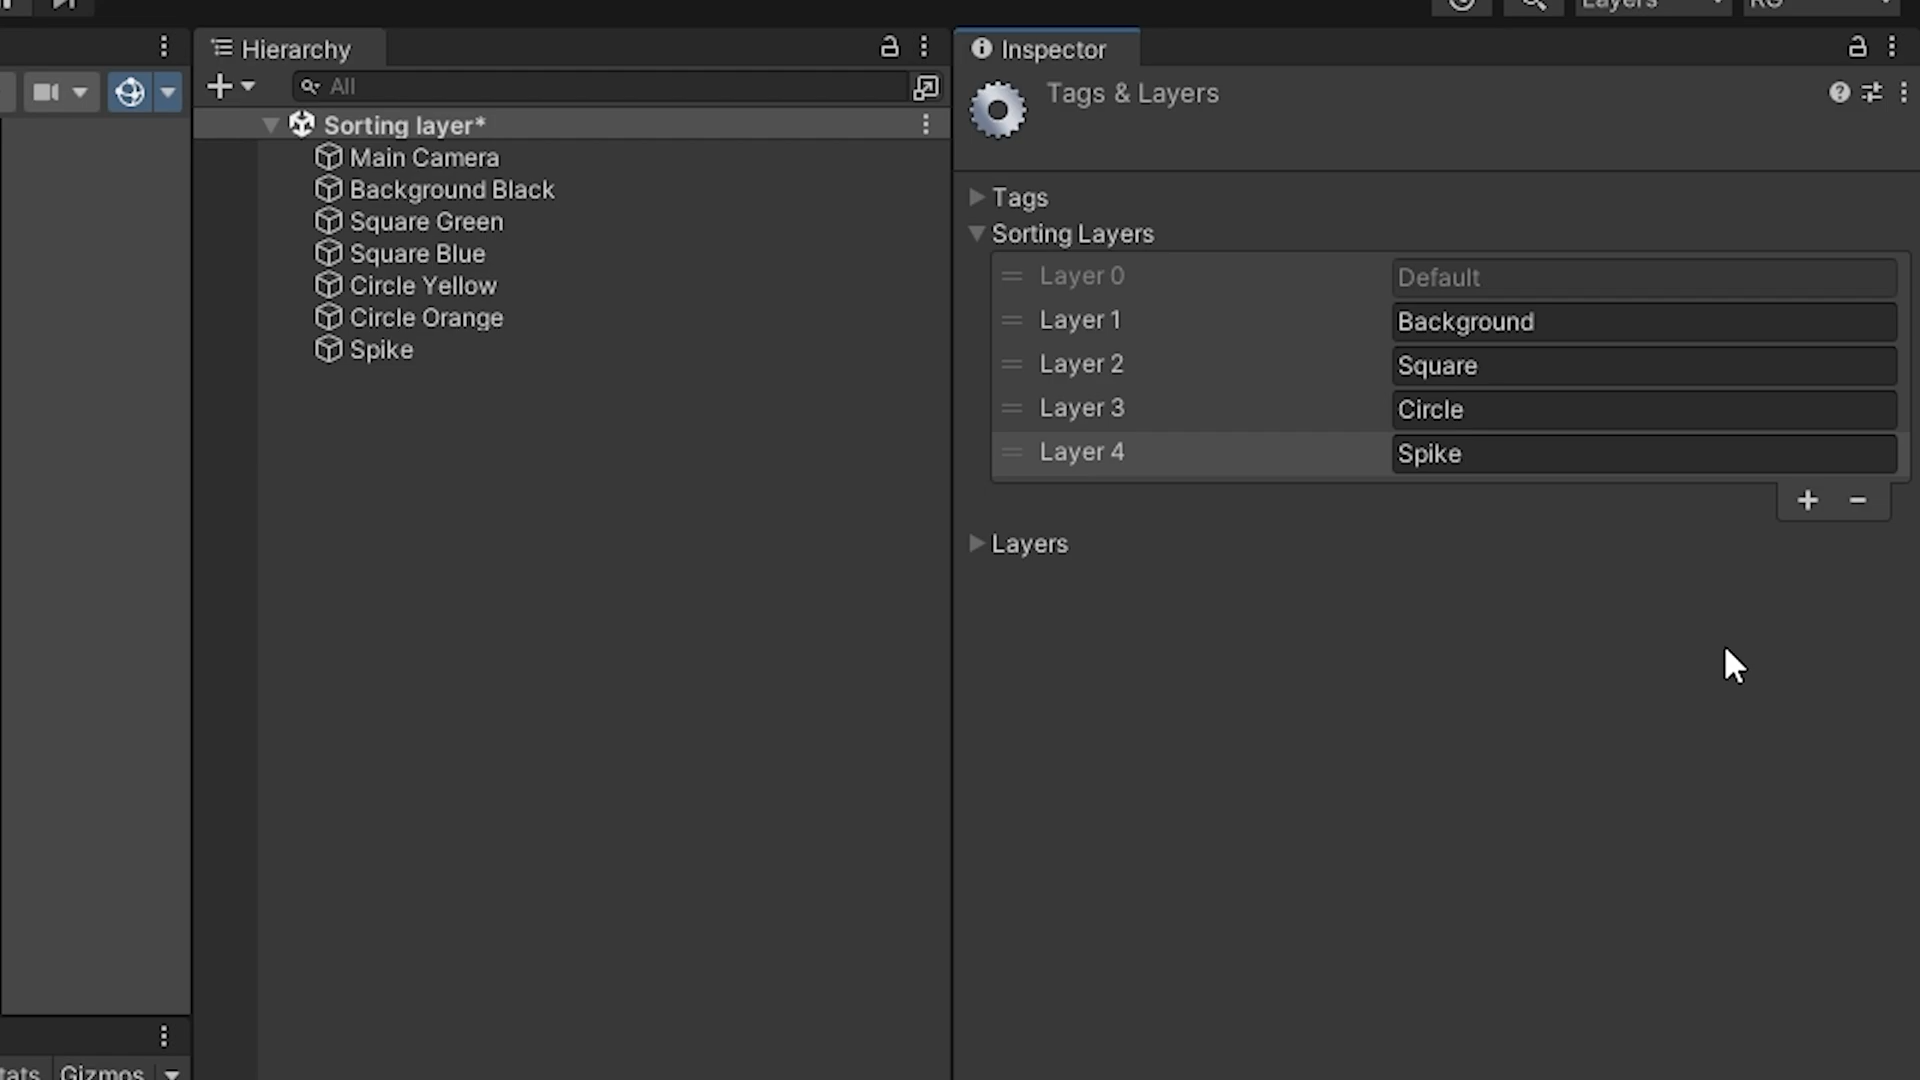 Layers
Hierarchy
Inspector
All
Tags & Layers
Sorting layer*
Main Camera
Background Black
Square Green
Square Blue
Circle Yellow
Circle Orange
Spike
Tags
Sorting Layers
Layer 0 Default
Layer 1 Background
Layer 2 Square
Layer 3 Circle
Layer 4 Spike
+ -
Layers
Gizmos